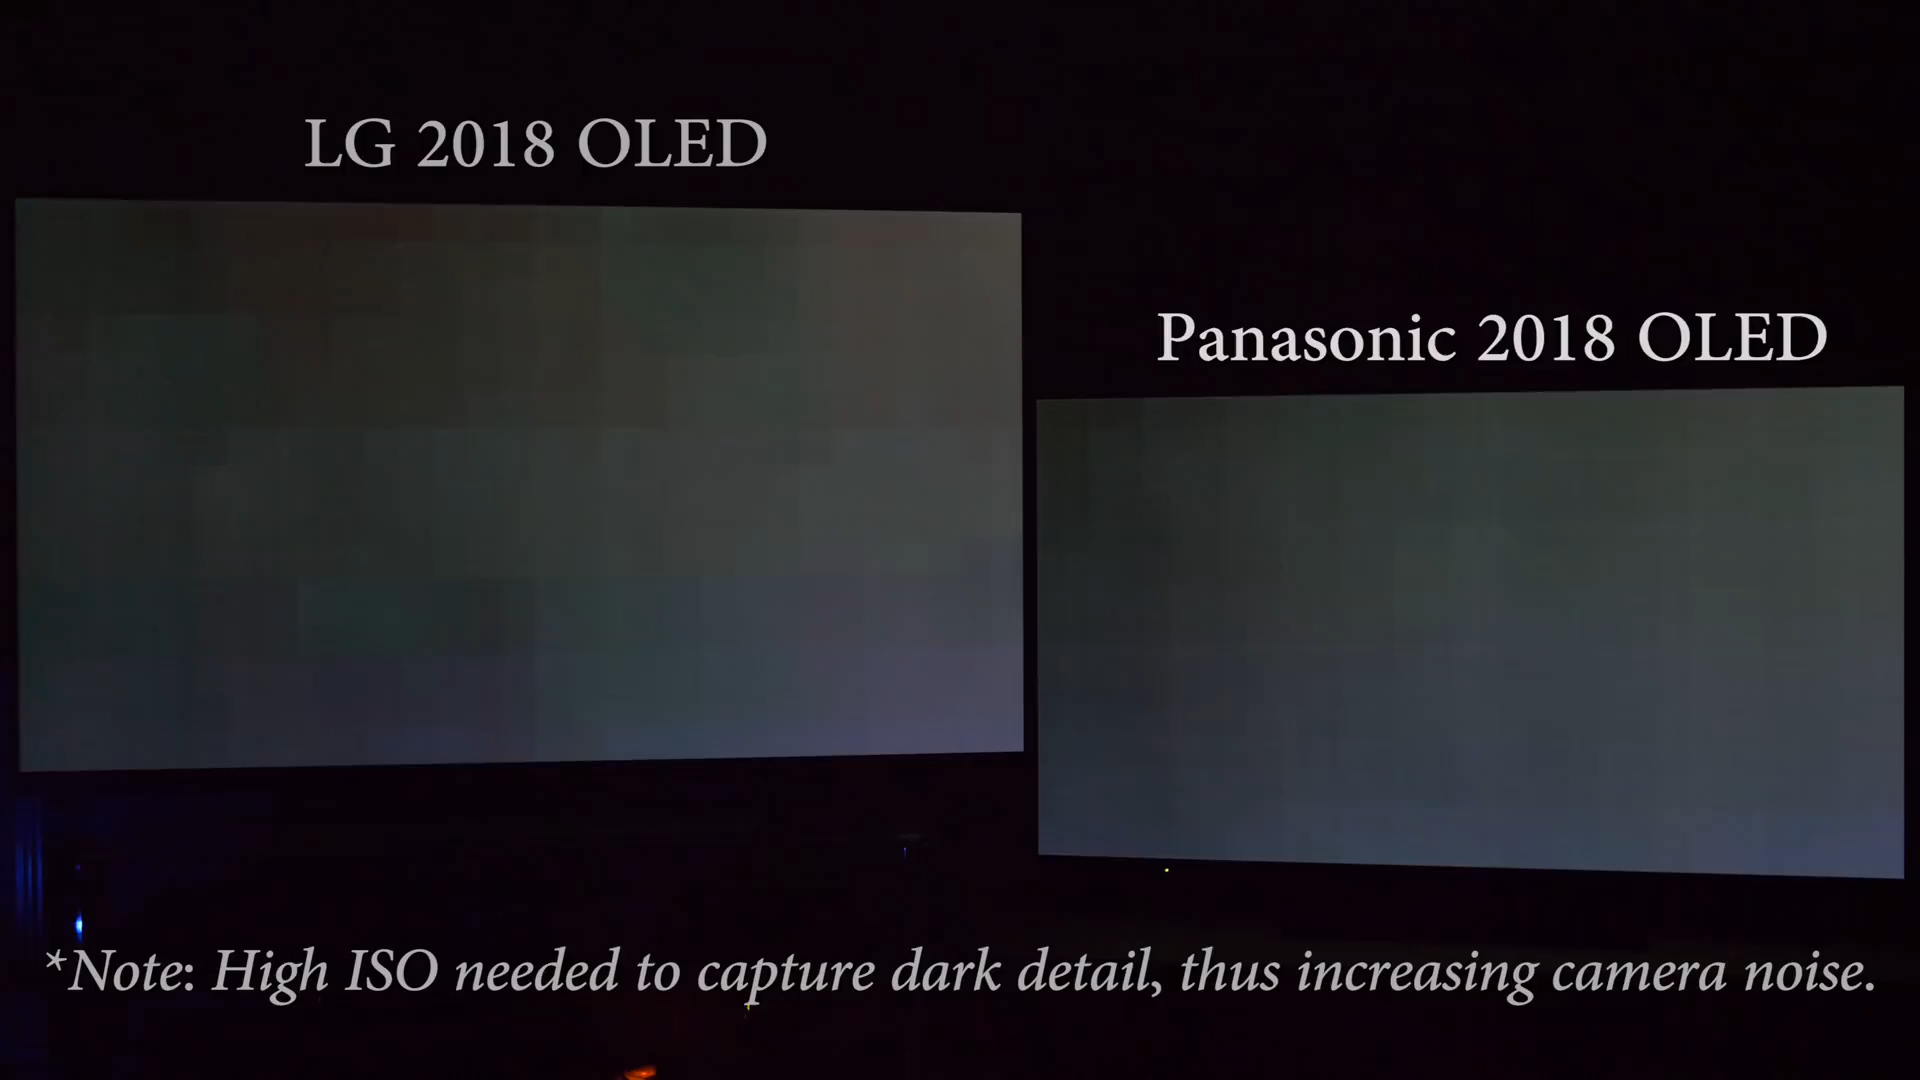 LG 2018 OLED
Panasonic 2018 OLED
*Note: High ISO needed to capture dark detail, thus increasing camera noise.